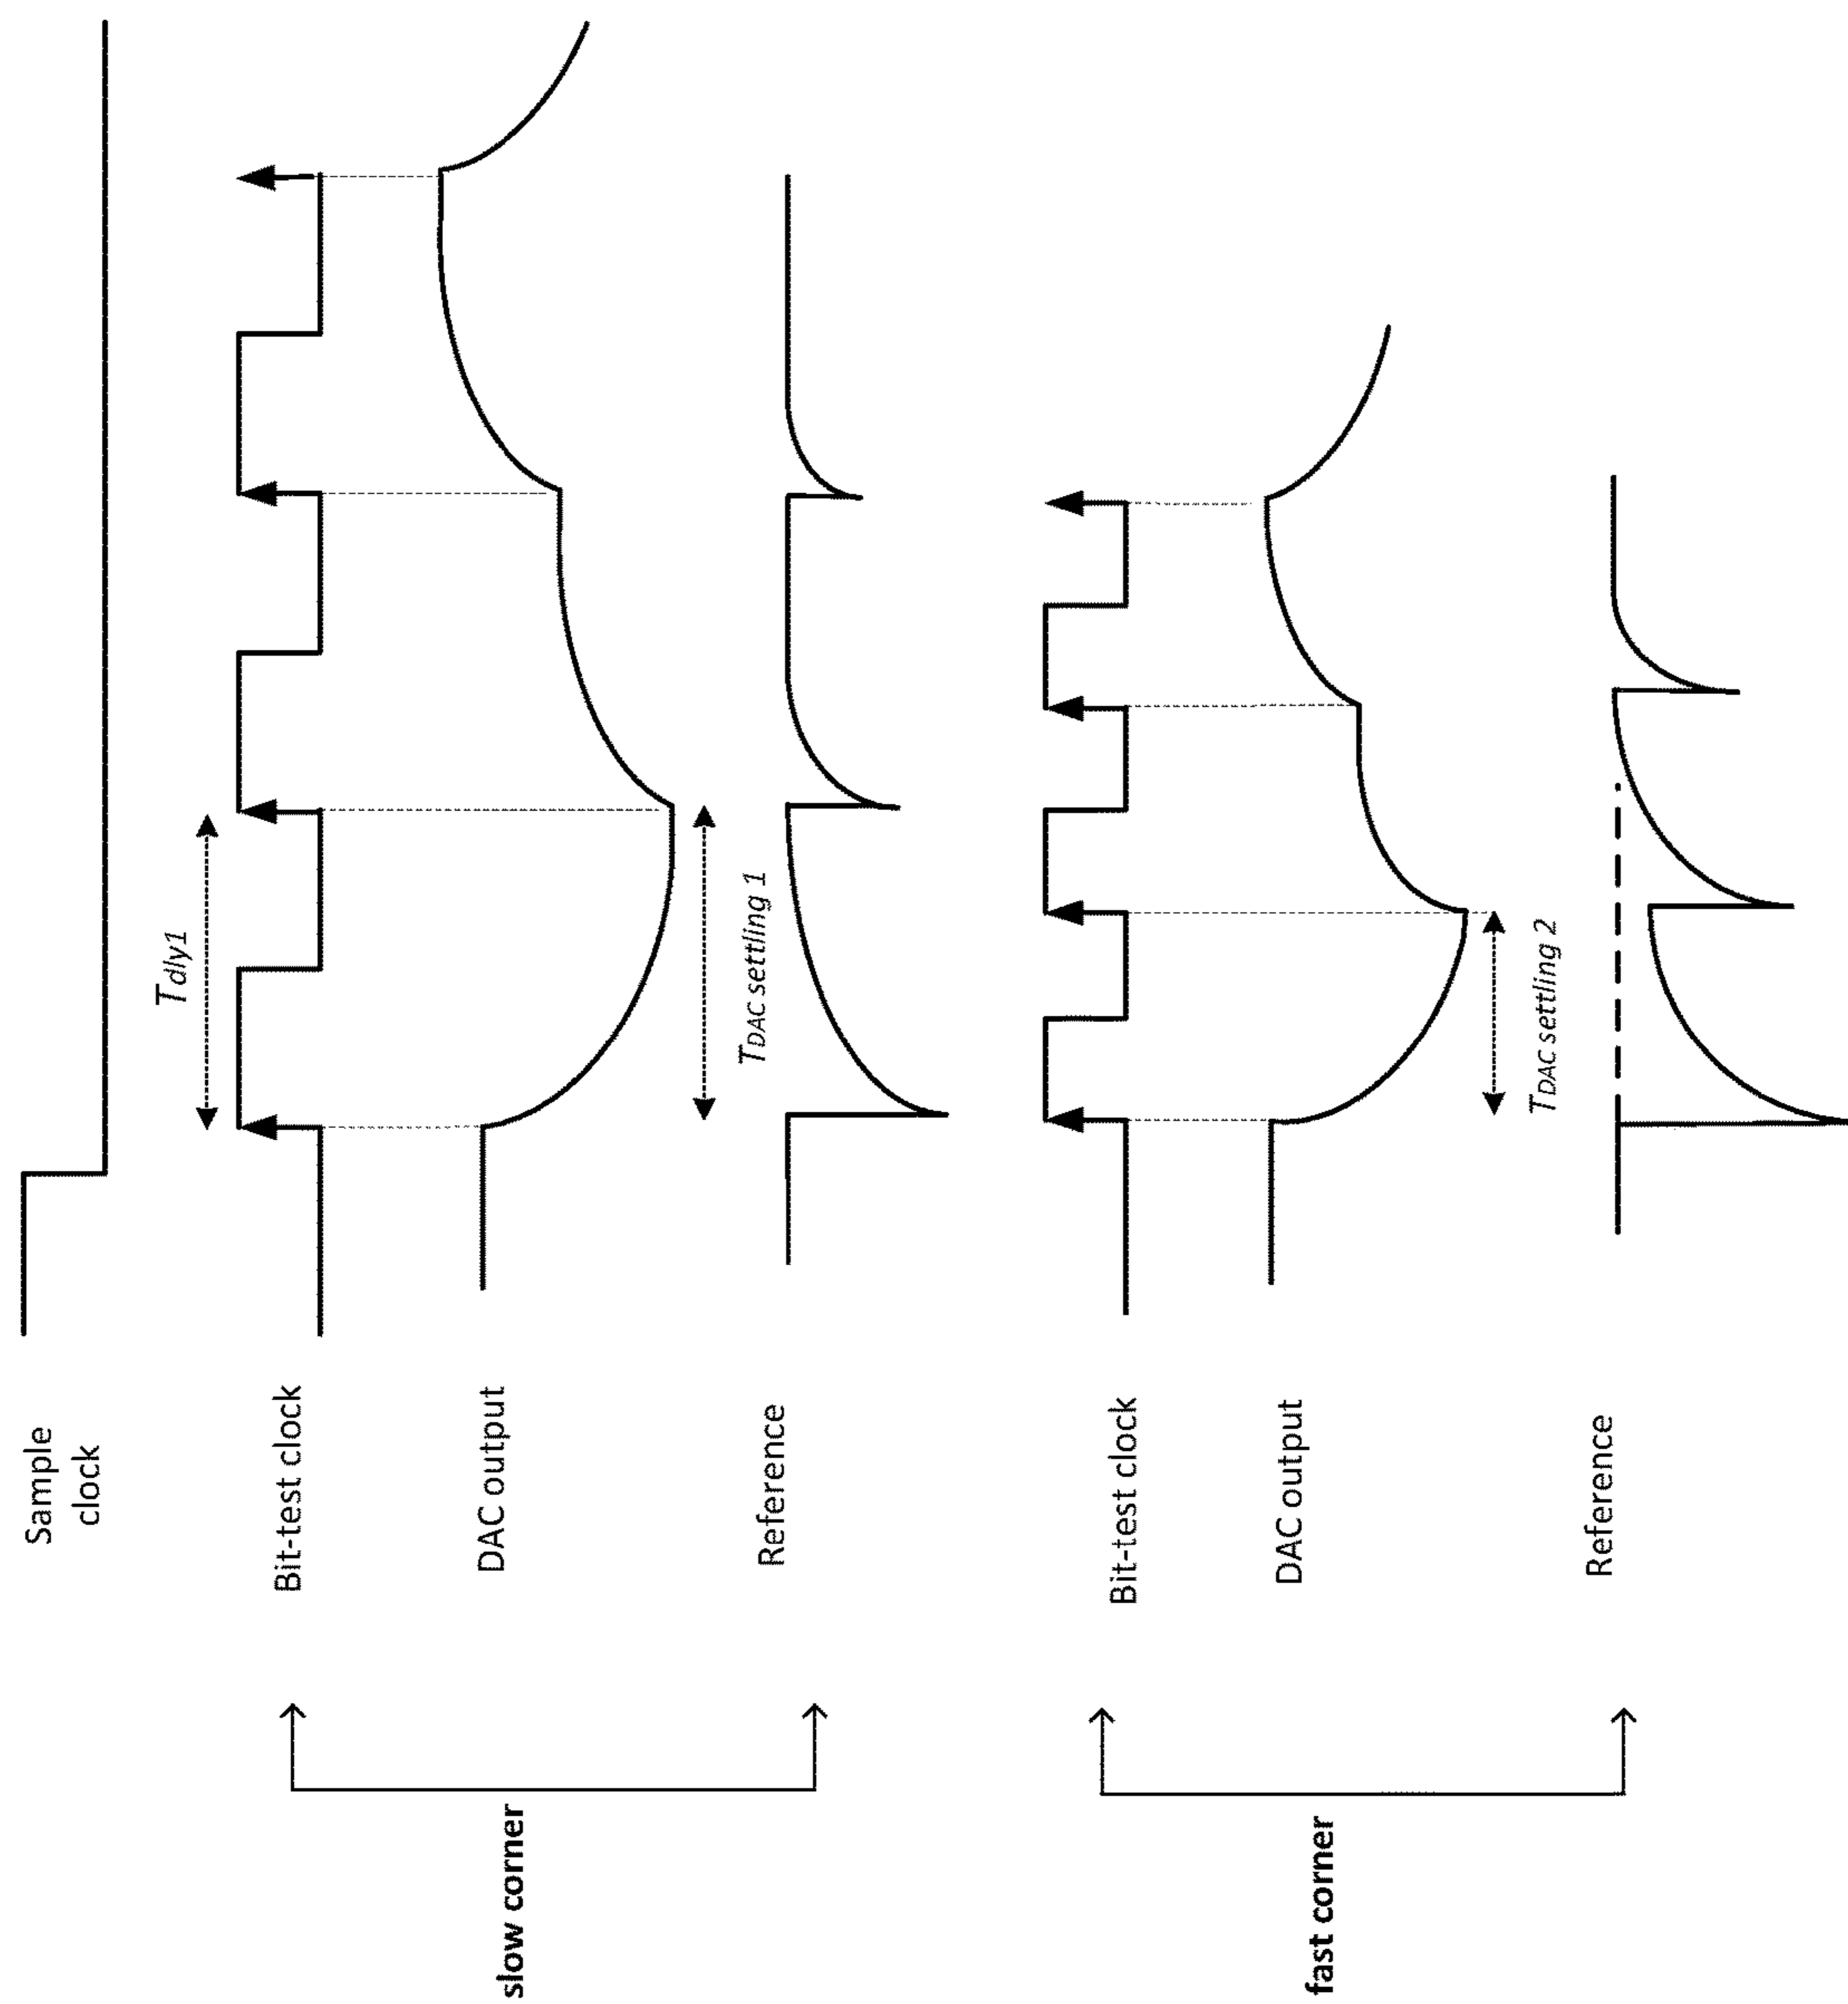 Sample
clock
Tdly1
Bit-test clock
DAC output
TDAC settling 1
Reference
slow corner
Bit-test clock
DAC output
TDAC settling 2
Reference
fast corner